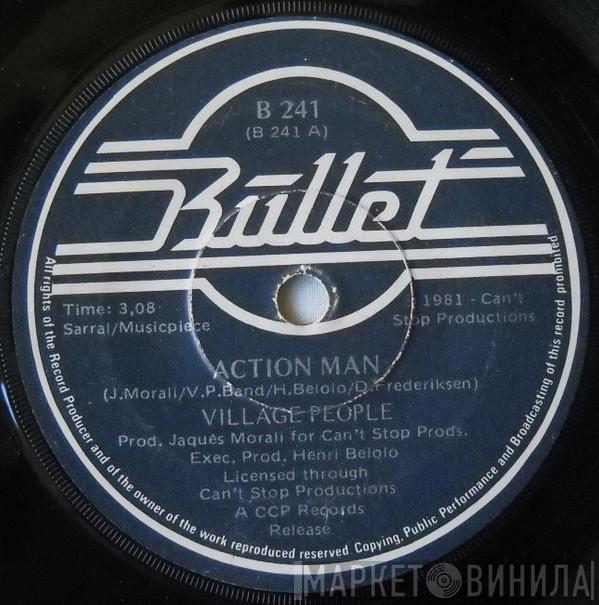 B 241
(B 241 A)
Bullet
Time: 3,08
Sarral/Musicpiece
1981 - Can't
Stop Productions
ACTION MAN
(J.Morali/V.P.Band/H.Belolo/D.Frederiksen)
VILLAGE PEOPLE
Prod. Jaques Morali for Can't Stop Prods.
Exec. Prod. Henri Belolo
Licensed through
Can't Stop Productions
A CCP Records
Release
All rights of the Record Producer and of the owner of the work reproduced reserved Copying, Public Performance and Broadcasting of this record prohibited
МАРКЕТ ВИНИЛА